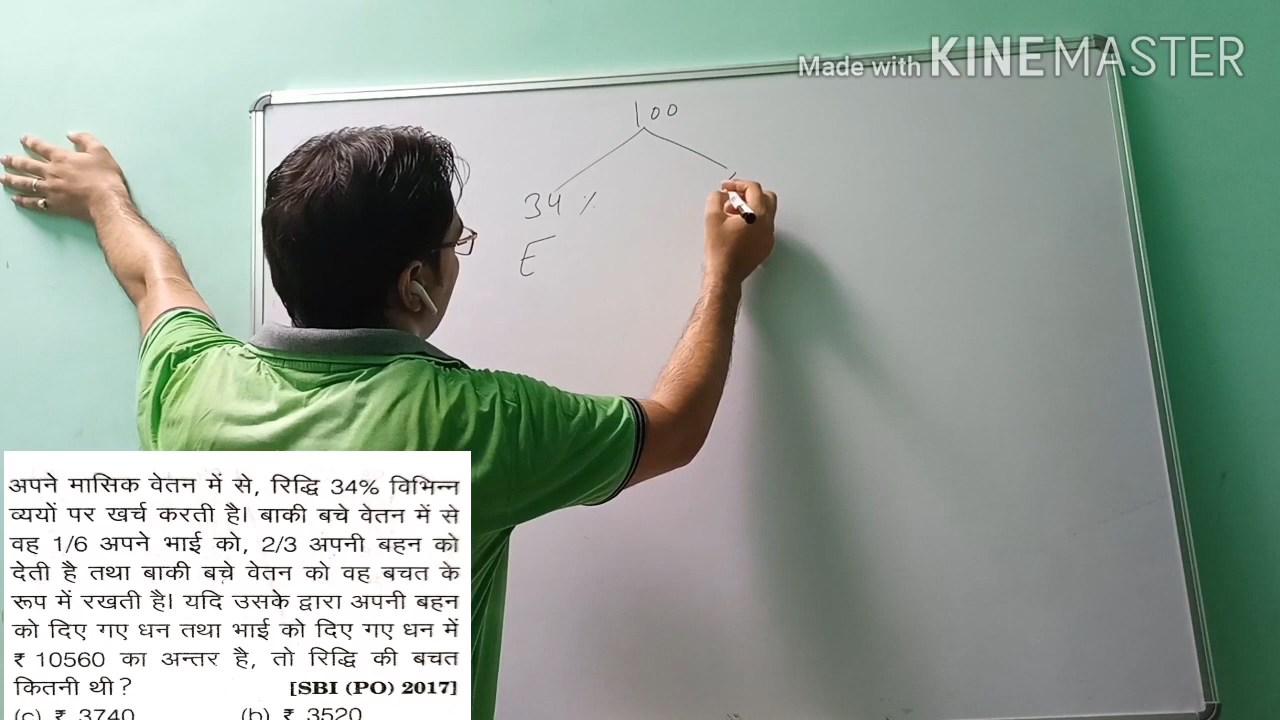 Made with KINEMASTER
100
34 %
E
अपने मासिक वेतन में से, रिद्धि 34% विभिन्न
व्ययों पर खर्च करती है। बाकी बचे वेतन में से
वह 1/6 अपने भाई को, 2/3 अपनी बहन को
देती है तथा बाकी बचे वेतन को वह बचत के
रूप में रखती है। यदि उसके द्वारा अपनी बहन
को दिए गए धन तथा भाई को दिए गए धन में
₹ 10560 का अन्तर है, तो रिद्धि की बचत
कितनी थी? [SBI (PO) 2017]
(c) ₹ 3740 (b) ₹ 3520